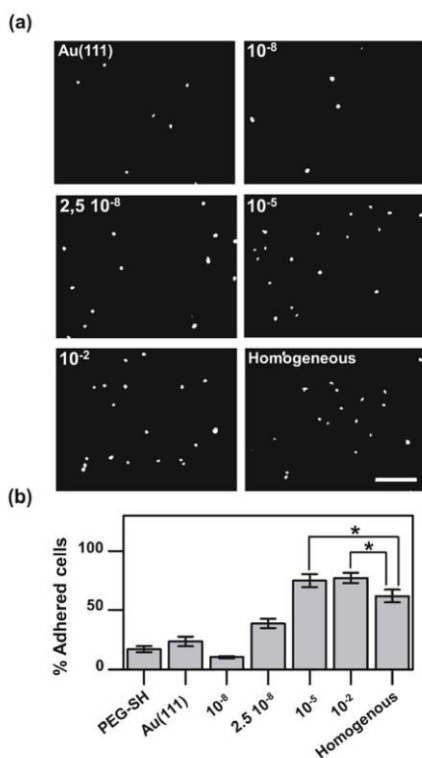 (a)
Au(111)
10⁻⁸
2,5 10⁻⁸
10⁻⁵
10⁻²
Homogeneous
(b)
% Adhered cells
100
50
0
*
*
PEG-SH
Au(111)
10⁻⁸
2.5 10⁻⁸
10⁻⁵
10⁻²
Homogenous